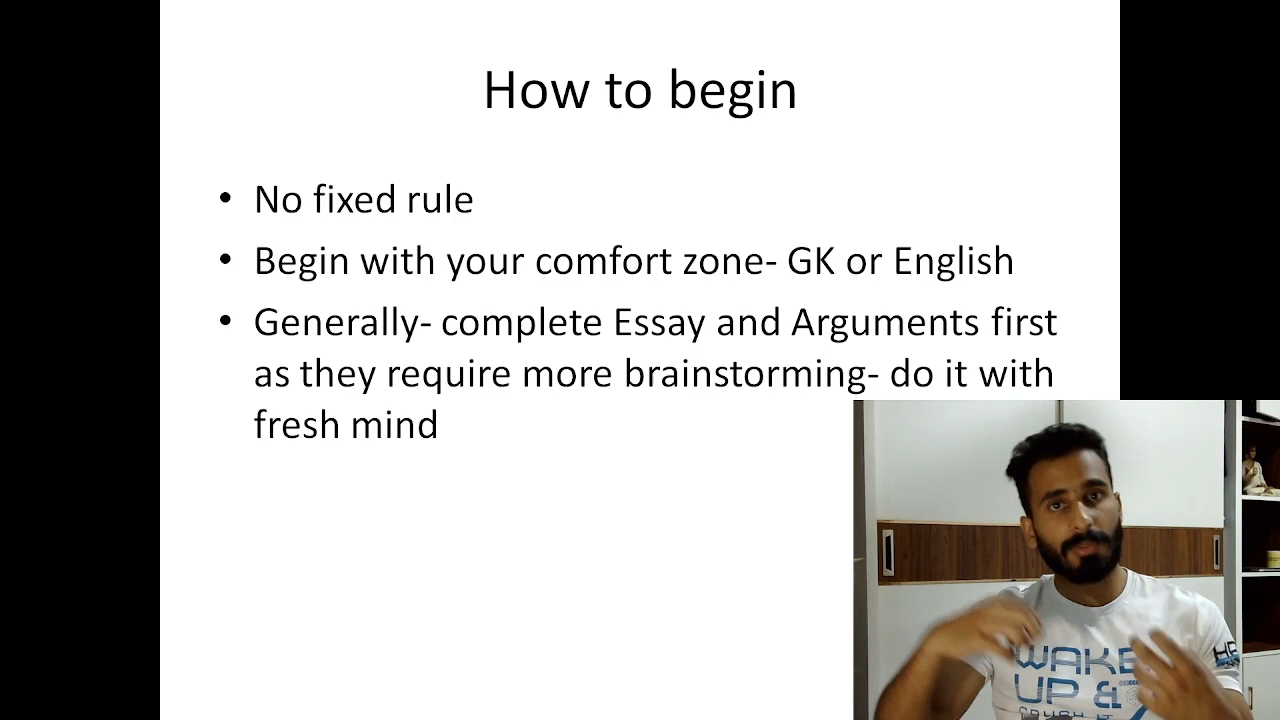 How to begin
• No fixed rule
• Begin with your comfort zone- GK or English
• Generally- complete Essay and Arguments first
as they require more brainstorming- do it with
fresh mind
WAKE
UP &